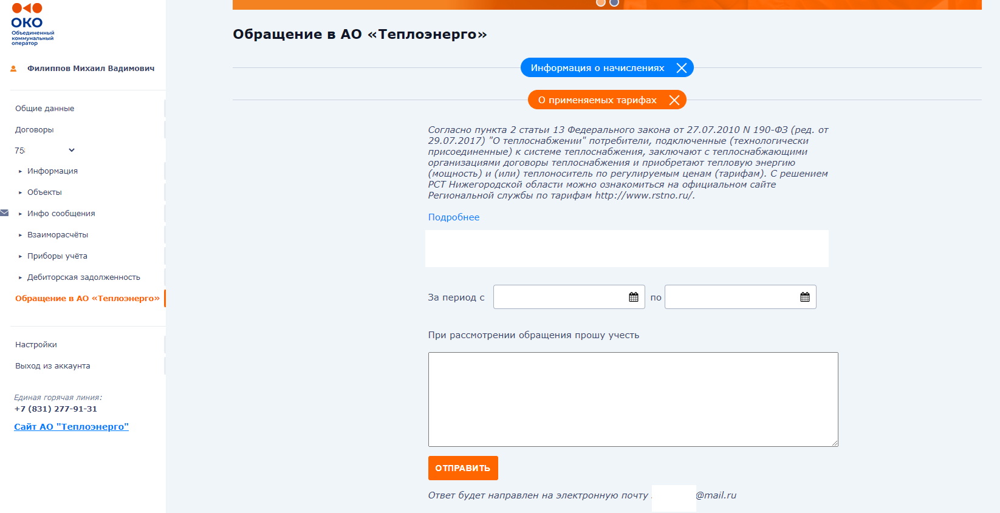 ОКО
Объединенный
коммунальный
оператор
Филиппов Михаил Вадимович
Общие данные
Договоры
75
Информация
Объекты
Инфо сообщения
Взаиморасчёты
Приборы учёта
Дебиторская задолженность
Обращение в АО «Теплоэнерго»
Настройки
Выход из аккаунта
Единая горячая линия:
+7 (831) 277-91-31
Сайт АО "Теплоэнерго"
Обращение в АО «Теплоэнерго»
Информация о начислениях
О применяемых тарифах
Согласно пункта 2 статьи 13 Федерального закона от 27.07.2010 N 190-ФЗ (ред. от
29.07.2017) "О теплоснабжении" потребители, подключенные (технологически
присоединенные) к системе теплоснабжения, заключают с теплоснабжающими
организациями договоры теплоснабжения и приобретают тепловую энергию
(мощность) и (или) теплоноситель по регулируемым ценам (тарифам). С решением
РСТ Нижегородской области можно ознакомиться на официальном сайте
Региональной службы по тарифам http://www.rstno.ru/.
Подробнее
За период с
по
При рассмотрении обращения прошу учесть
ОТПРАВИТЬ
Ответ будет направлен на электронную почту @mail.ru